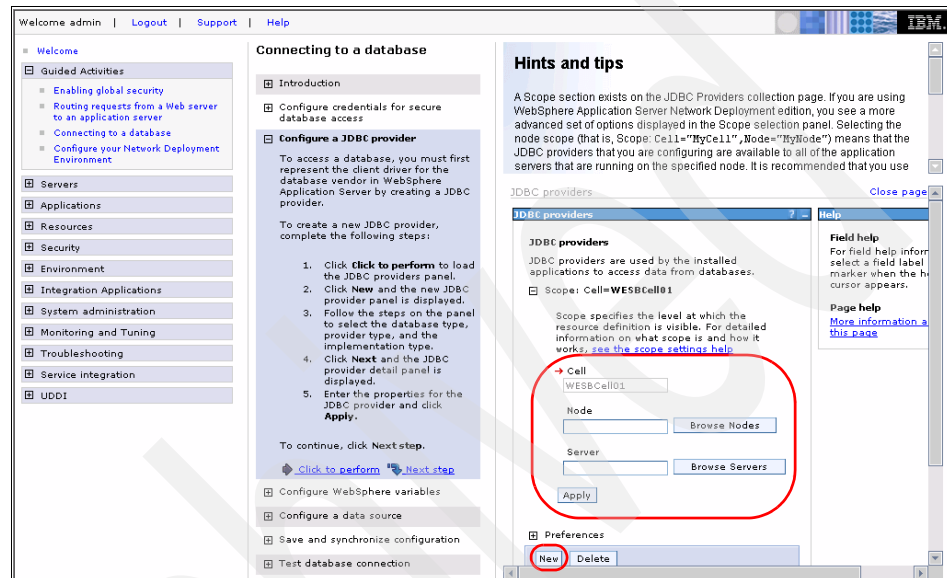 Welcome admin | Logout | Support | Help
IBM.
Welcome
Guided Activities
Enabling global security
Routing requests from a Web server
to an application server
Connecting to a database
Configure your Network Deployment
Environment
Servers
Applications
Resources
Security
Environment
Integration Applications
System administration
Monitoring and Tuning
Troubleshooting
Service integration
UDDI
Connecting to a database
Introduction
Configure credentials for secure
database access
Configure a JDBC provider
To access a database, you must first
represent the client driver for the
database vendor in WebSphere
Application Server by creating a JDBC
provider.
To create a new JDBC provider,
complete the following steps:
1. Click Click to perform to load
the JDBC providers panel.
2. Click New and the new JDBC
provider panel is displayed.
3. Follow the steps on the panel
to select the database type,
provider type, and the
implementation type.
4. Click Next and the JDBC
provider detail panel is
displayed.
5. Enter the properties for the
JDBC provider and click
Apply.
To continue, click Next step.
Click to perform Next step
Configure WebSphere variables
Configure a data source
Save and synchronize configuration
Test database connection
Hints and tips
A Scope section exists on the JDBC Providers collection page. If you are using
WebSphere Application Server Network Deployment edition, you see a more
advanced set of options displayed in the Scope selection panel. Selecting the
node scope (that is, Scope: Cell="MyCell",Node="MyNode") means that the
JDBC providers that you are configuring are available to all of the application
servers that are running on the specified node. It is recommended that you use
JDBC providers Close page
JDBC providers ? -
JDBC providers
JDBC providers are used by the installed
applications to access data from databases.
Scope: Cell=WESBCell01
Scope specifies the level at which the
resource definition is visible. For detailed
information on what scope is and how it
works, see the scope settings help
Cell
WESBCell01
Node
Browse Nodes
Server
Browse Servers
Apply
Preferences
New Delete
Help
Field help
For field help inform
select a field label
marker when the he
cursor appears.
Page help
More information a
this page